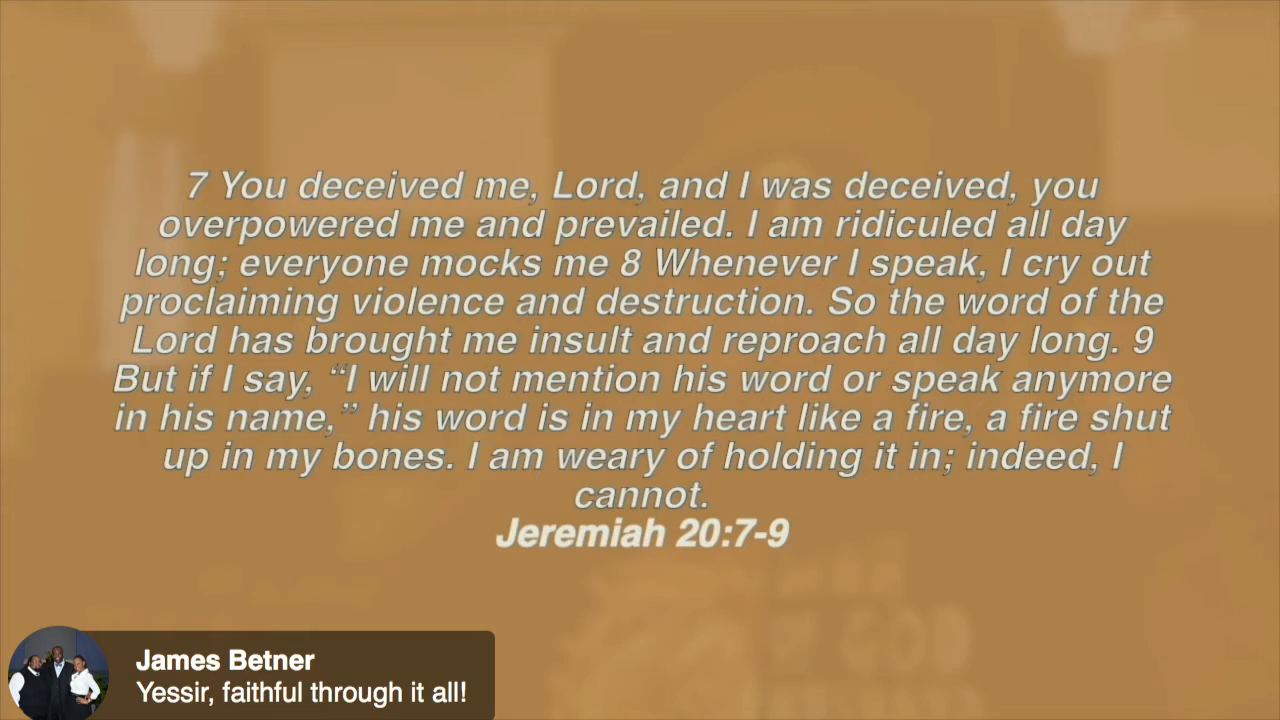 7 You deceived me, Lord, and I was deceived, you
overpowered me and prevailed. I am ridiculed all day
long; everyone mocks me 8 Whenever I speak, I cry out
proclaiming violence and destruction. So the word of the
Lord has brought me insult and reproach all day long. 9
But if I say, “I will not mention his word or speak anymore
in his name,” his word is in my heart like a fire, a fire shut
up in my bones. I am weary of holding it in; indeed, I
cannot.
Jeremiah 20:7-9
OF GOD
James Betner
Yessir, faithful through it all!